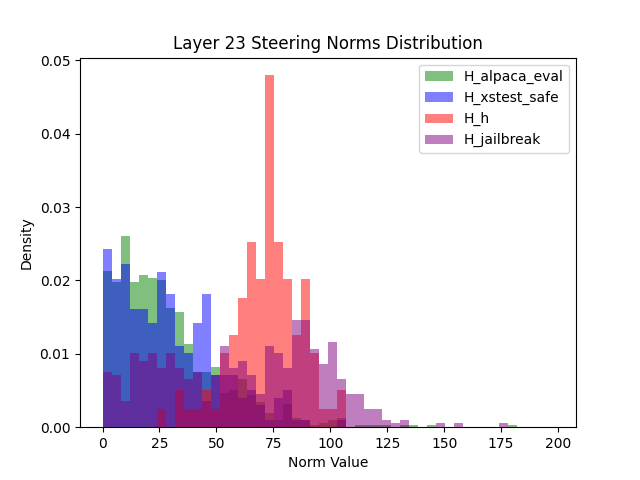 Layer 23 Steering Norms Distribution
Density
0.05
0.04
0.03
0.02
0.01
0.00
H_alpaca_eval
H_xstest_safe
H_h
H_jailbreak
0 25 50 75 100 125 150 175 200
Norm Value